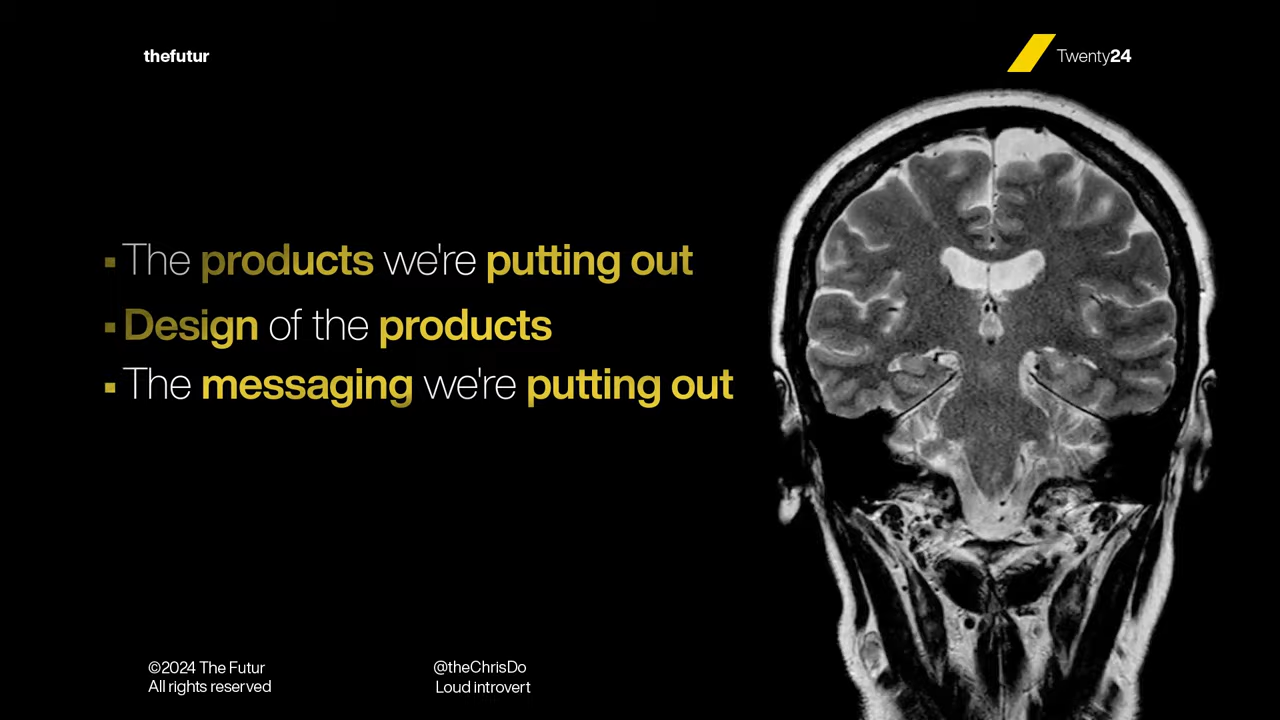 thefutur
Twenty24
▪ The products we're putting out
▪ Design of the products
▪ The messaging we're putting out
©2024 The Futur
All rights reserved
@theChrisDo
Loud introvert